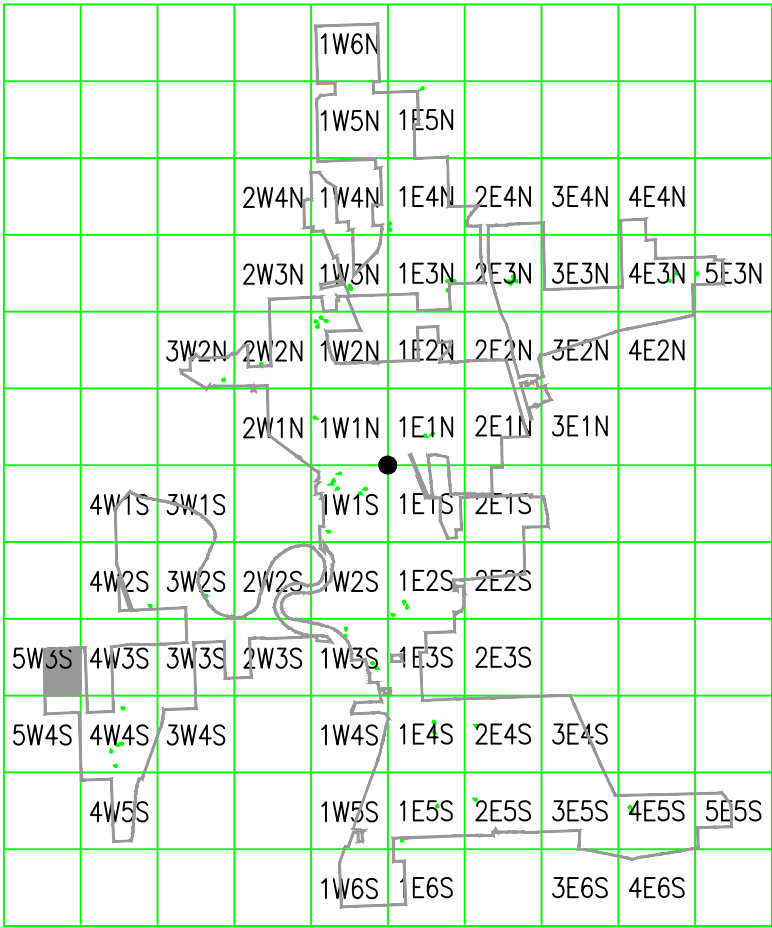 1W6N
1W5N 1E5N
2W4N 1W4N 1E4N 2E4N 3E4N 4E4N
2W3N 1W3N 1E3N 2E3N 3E3N 4E3N 5E3N
3W2N 2W2N 1W2N 1E2N 2E2N 3E2N 4E2N
2W1N 1W1N 1E1N 2E1N 3E1N
4W1S 3W1S 1W1S 1E1S 2E1S
4W2S 3W2S 2W2S 1W2S 1E2S 2E2S
5W3S 4W3S 3W3S 2W3S 1W3S 1E3S 2E3S
5W4S 4W4S 3W4S 1W4S 1E4S 2E4S 3E4S
4W5S 1W5S 1E5S 2E5S 3E5S 4E5S 5E5S
1W6S 1E6S 3E6S 4E6S